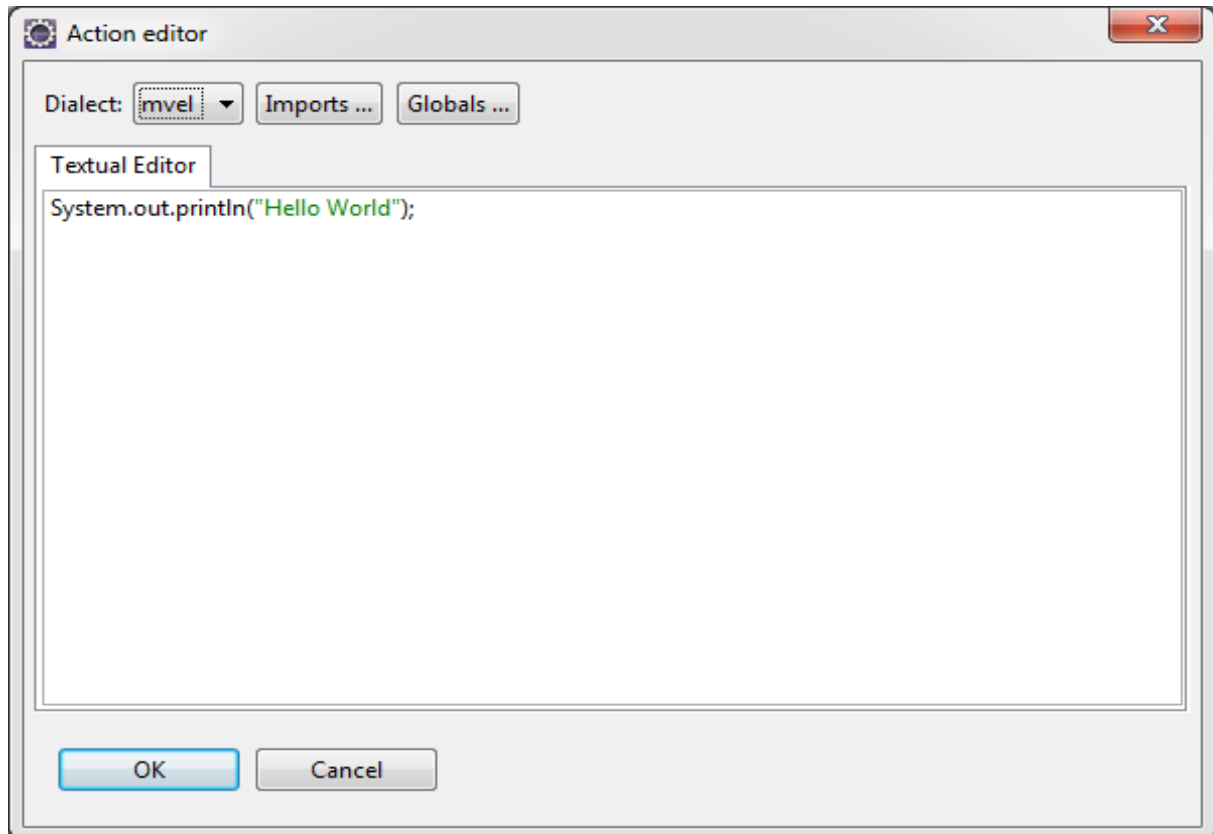 Action editor
Dialect: mvel Imports ... Globals ...
Textual Editor
System.out.println("Hello World");
OK Cancel